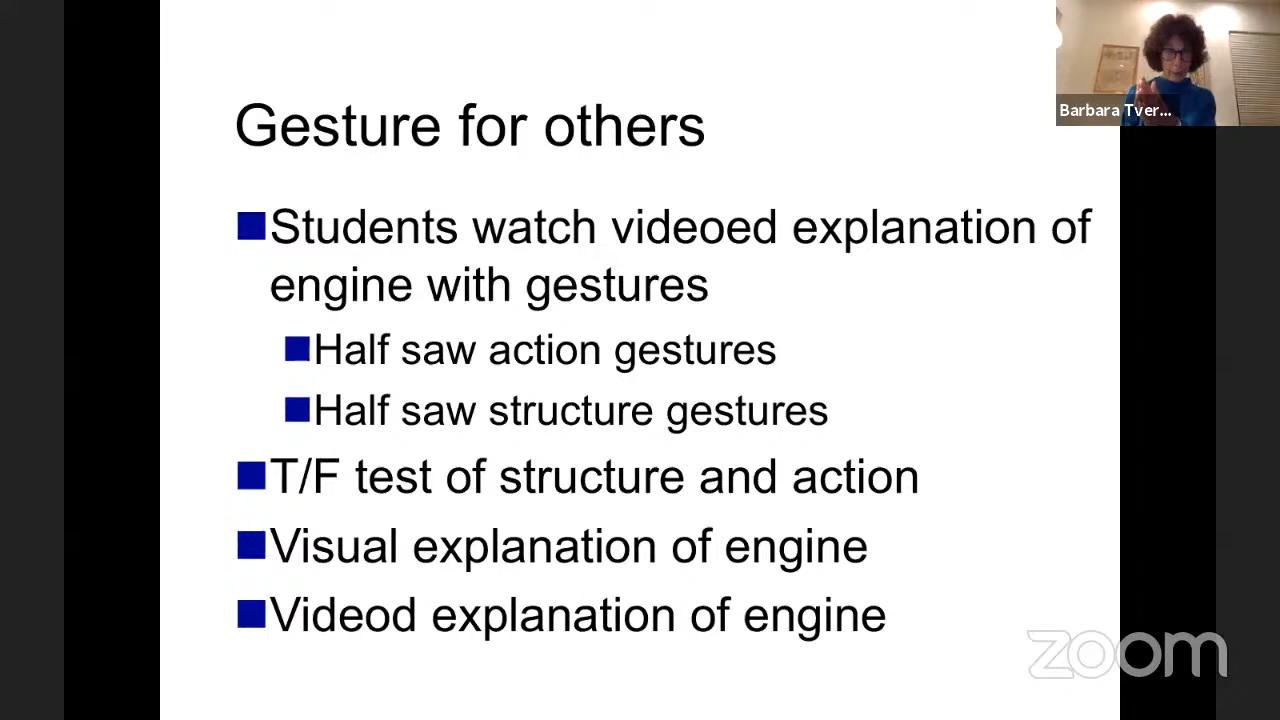 Barbara Tver...
Gesture for others
Students watch videoed explanation of
engine with gestures
Half saw action gestures
Half saw structure gestures
T/F test of structure and action
Visual explanation of engine
Videod explanation of engine
zoom